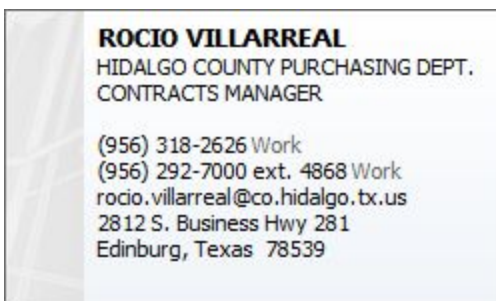 ROCIO VILLARREAL
HIDALGO COUNTY PURCHASING DEPT.
CONTRACTS MANAGER
(956) 318-2626 Work
(956) 292-7000 ext. 4868 Work
rocio.villarreal@co.hidalgo.tx.us
2812 S. Business Hwy 281
Edinburg, Texas  78539